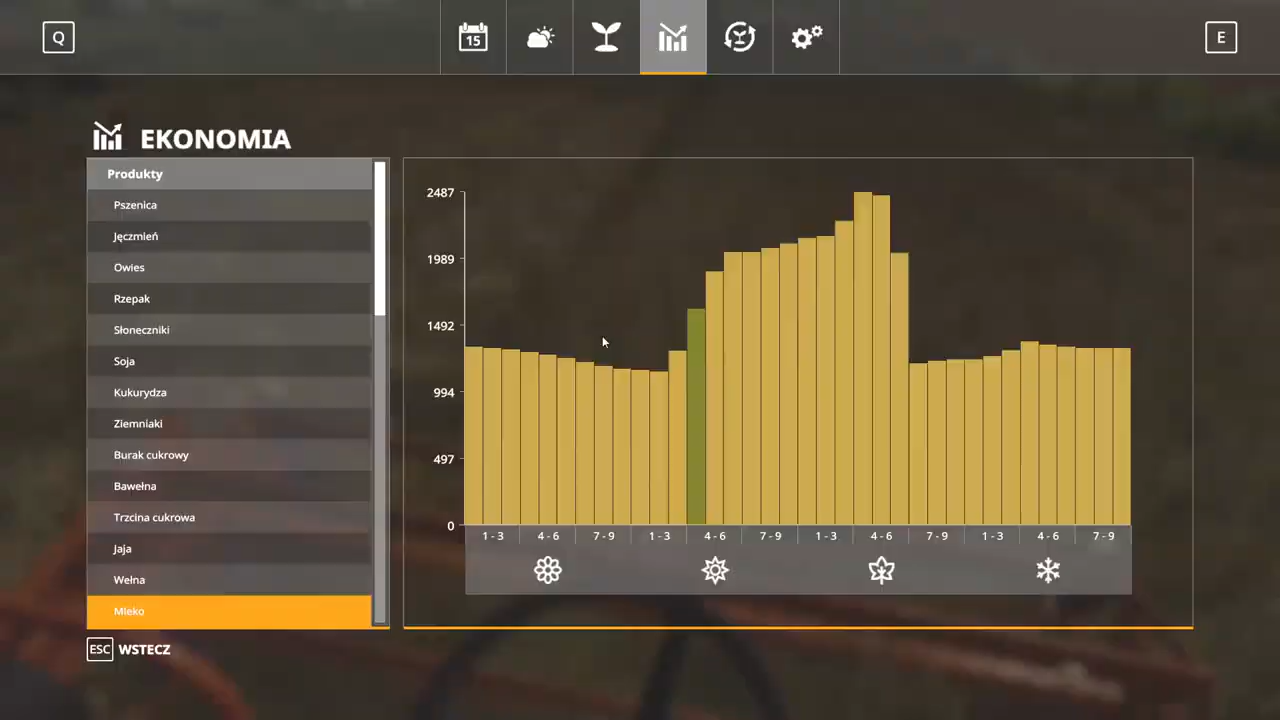 Q
15
E
EKONOMIA
Produkty
Pszenica
Jęczmień
Owies
Rzepak
Słoneczniki
Soja
Kukurydza
Ziemniaki
Burak cukrowy
Bawełna
Trzcina cukrowa
Jaja
Wełna
Mleko
2487
1989
1492
994
497
0
1 - 3 4 - 6 7 - 9 1 - 3 4 - 6 7 - 9 1 - 3 4 - 6 7 - 9 1 - 3 4 - 6 7 - 9
ESC WSTECZ